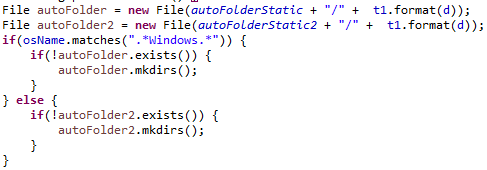 File autoFolder = new File(autoFolderStatic + "/" +  t1.format(d));
File autoFolder2 = new File(autoFolderStatic2 + "/" +  t1.format(d));
if(osName.matches(".*Windows.*")) {
    if(!autoFolder.exists()) {
        autoFolder.mkdirs();
    }
} else {
    if(!autoFolder2.exists()) {
        autoFolder2.mkdirs();
    }
}